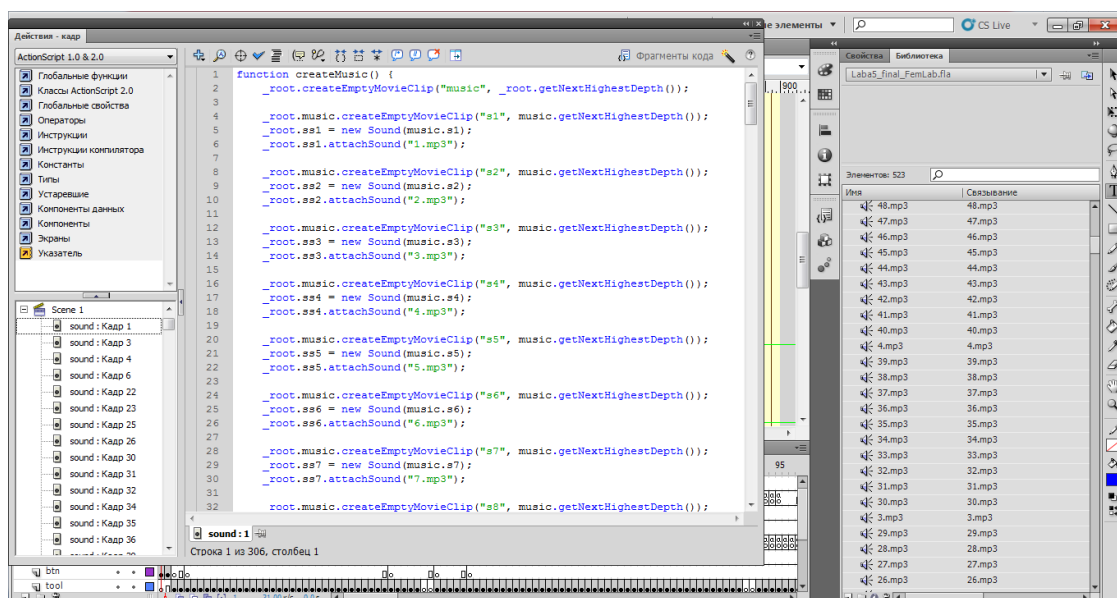 Действия - кадр
ые элементы
CS Live
ActionScript 1.0 & 2.0
Фрагменты кода
Глобальные функции
Классы ActionScript 2.0
Глобальные свойства
Операторы
Инструкции
Инструкции компилятора
Константы
Типы
Устаревшие
Компоненты данных
Компоненты
Экраны
Указатель
Scene 1
sound : Кадр 1
sound : Кадр 3
sound : Кадр 4
sound : Кадр 6
sound : Кадр 22
sound : Кадр 23
sound : Кадр 25
sound : Кадр 26
sound : Кадр 30
sound : Кадр 31
sound : Кадр 32
sound : Кадр 34
sound : Кадр 35
sound : Кадр 36
1 function createMusic() {
2 _root.createEmptyMovieClip("music", _root.getNextHighestDepth());
3
4 _root.music.createEmptyMovieClip("s1", music.getNextHighestDepth());
5 _root.ss1 = new Sound(music.s1);
6 _root.ss1.attachSound("1.mp3");
7
8 _root.music.createEmptyMovieClip("s2", music.getNextHighestDepth());
9 _root.ss2 = new Sound(music.s2);
10 _root.ss2.attachSound("2.mp3");
11
12 _root.music.createEmptyMovieClip("s3", music.getNextHighestDepth());
13 _root.ss3 = new Sound(music.s3);
14 _root.ss3.attachSound("3.mp3");
15
16 _root.music.createEmptyMovieClip("s4", music.getNextHighestDepth());
17 _root.ss4 = new Sound(music.s4);
18 _root.ss4.attachSound("4.mp3");
19
20 _root.music.createEmptyMovieClip("s5", music.getNextHighestDepth());
21 _root.ss5 = new Sound(music.s5);
22 _root.ss5.attachSound("5.mp3");
23
24 _root.music.createEmptyMovieClip("s6", music.getNextHighestDepth());
25 _root.ss6 = new Sound(music.s6);
26 _root.ss6.attachSound("6.mp3");
27
28 _root.music.createEmptyMovieClip("s7", music.getNextHighestDepth());
29 _root.ss7 = new Sound(music.s7);
30 _root.ss7.attachSound("7.mp3");
31
32 _root.music.createEmptyMovieClip("s8", music.getNextHighestDepth());
sound : 1
Строка 1 из 306, столбец 1
900
95
btn
tool
Свойства Библиотека
Laba5_final_FemLab.fla
Элементов: 523
Имя Связывание
48.mp3 48.mp3
47.mp3 47.mp3
46.mp3 46.mp3
45.mp3 45.mp3
44.mp3 44.mp3
43.mp3 43.mp3
42.mp3 42.mp3
41.mp3 41.mp3
40.mp3 40.mp3
4.mp3 4.mp3
39.mp3 39.mp3
38.mp3 38.mp3
37.mp3 37.mp3
36.mp3 36.mp3
35.mp3 35.mp3
34.mp3 34.mp3
33.mp3 33.mp3
32.mp3 32.mp3
31.mp3 31.mp3
30.mp3 30.mp3
3.mp3 3.mp3
29.mp3 29.mp3
28.mp3 28.mp3
27.mp3 27.mp3
26.mp3 26.mp3